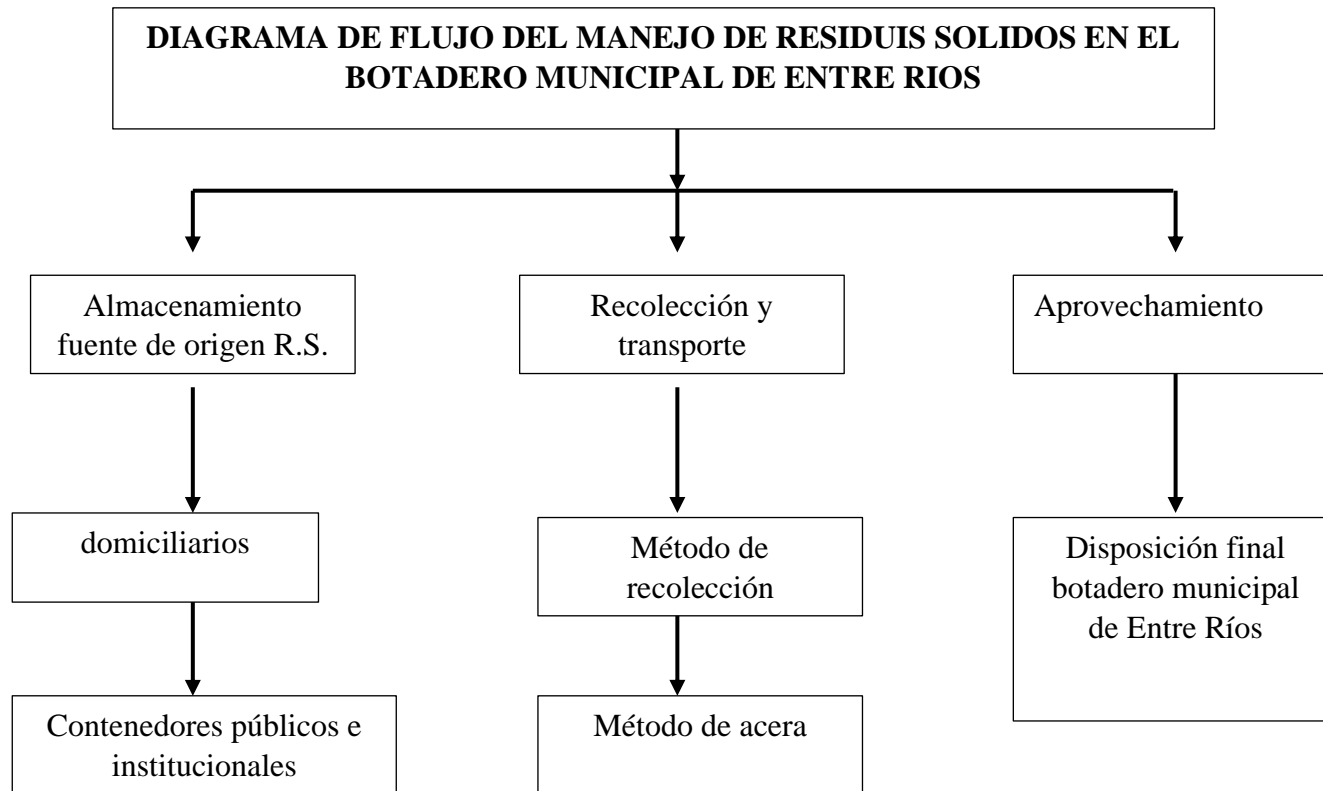 DIAGRAMA DE FLUJO DEL MANEJO DE RESIDUIS SOLIDOS EN EL
BOTADERO MUNICIPAL DE ENTRE RIOS
Almacenamiento
fuente de origen R.S.
Recolección y
transporte
Aprovechamiento
domiciliarios
Método de
recolección
Disposición final
botadero municipal
de Entre Ríos
Contenedores públicos e
institucionales
Método de acera